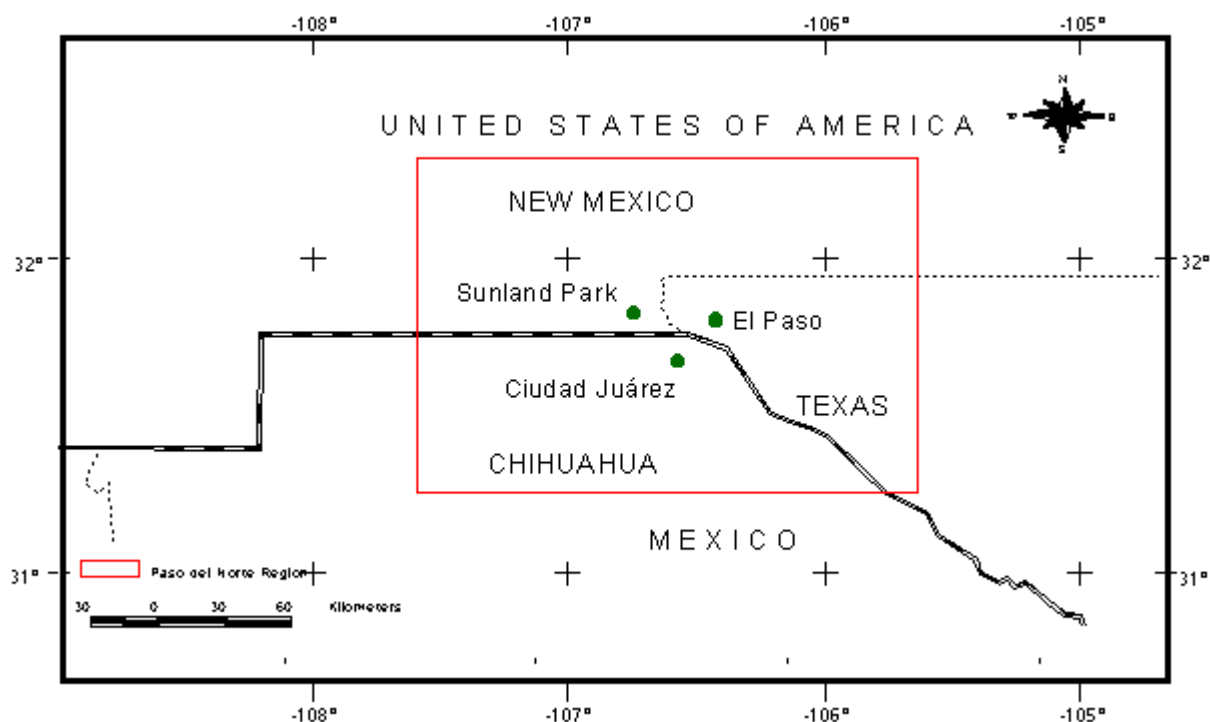 -108° -107° -106° -105°
N
UNITED STATES OF AMERICA
W E
S
NEW MEXICO
32° 32°
Sunland Park
El Paso
Ciudad Juárez
TEXAS
CHIHUAHUA
MEXICO
Paso del Norte Region
31° 31°
30 0 30 60 Kilometers
-108° -107° -106° -105°